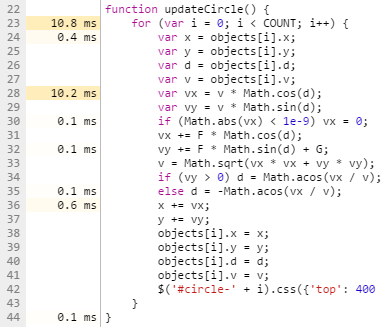 22 function updateCircle() {
23 10.8 ms for (var i = 0; i < COUNT; i++) {
24 0.4 ms var x = objects[i].x;
25 var y = objects[i].y;
26 var d = objects[i].d;
27 var v = objects[i].v;
28 10.2 ms var vx = v * Math.cos(d);
29 var vy = v * Math.sin(d);
30 0.1 ms if (Math.abs(vx) < 1e-9) vx = 0;
31 vx += F * Math.cos(d);
32 0.1 ms vy += F * Math.sin(d) + G;
33 v = Math.sqrt(vx * vx + vy * vy);
34 if (vy > 0) d = Math.acos(vx / v);
35 0.1 ms else d = -Math.acos(vx / v);
36 0.6 ms x += vx;
37 y += vy;
38 objects[i].x = x;
39 objects[i].y = y;
40 objects[i].d = d;
41 objects[i].v = v;
42 $('#circle-' + i).css({'top': 400
43 }
44 0.1 ms }